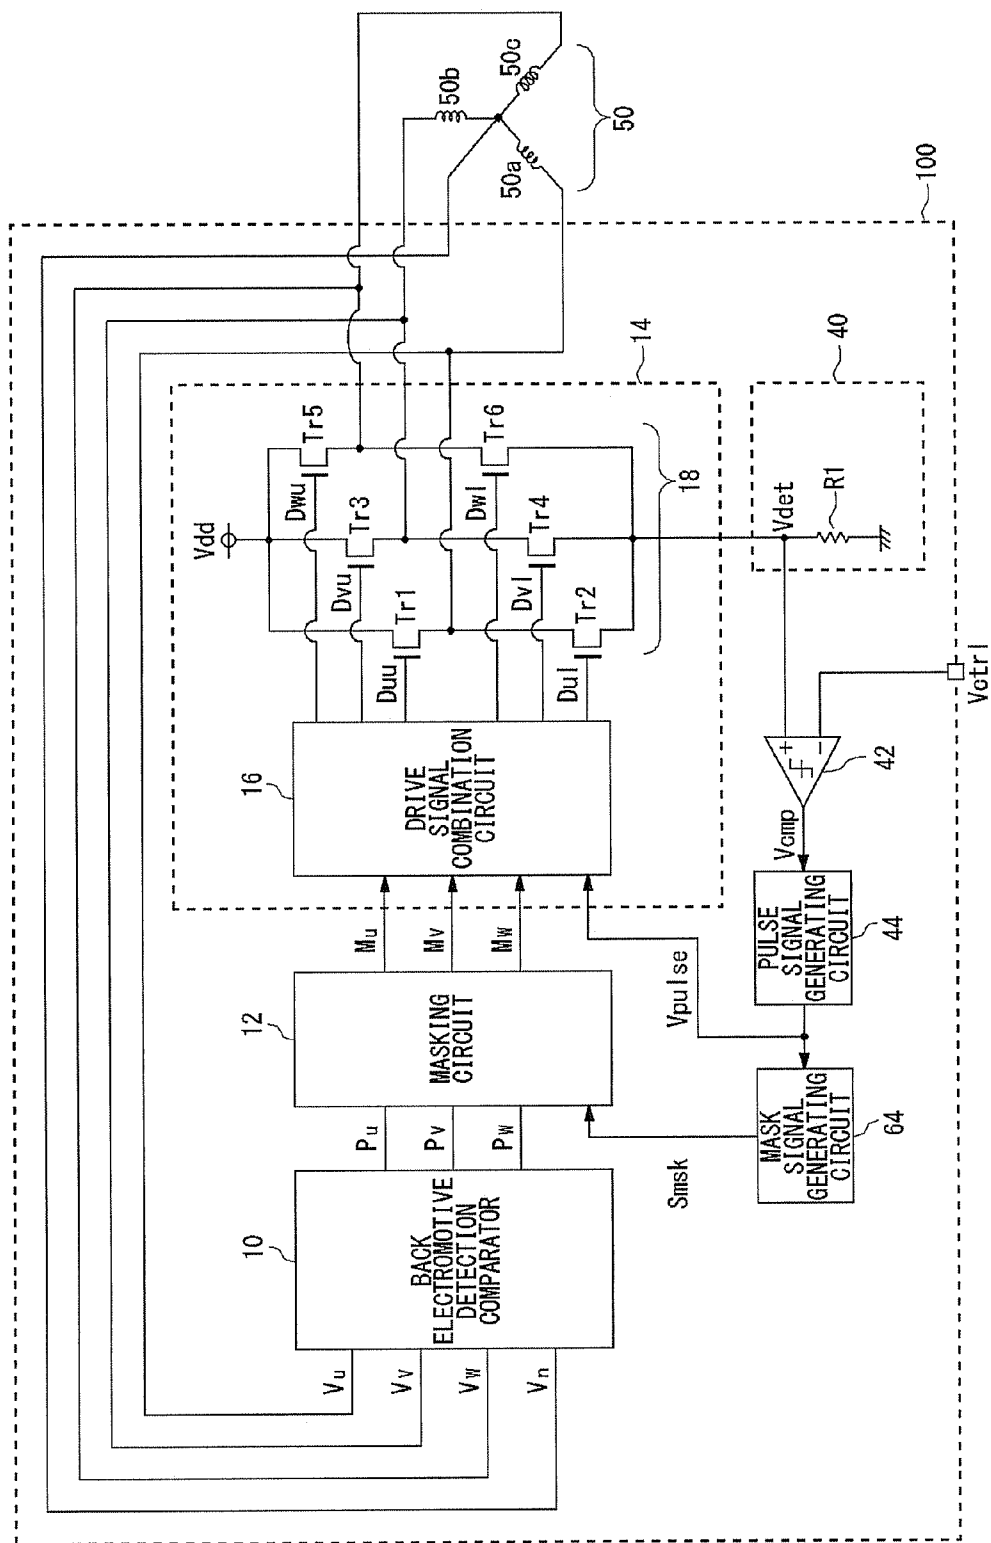 100
50b
50c
50a
50
14
40
Vdd
Tr5
Dwu
Tr3
Dvu
Tr1
Duu
Tr6
Dwl
Tr4
Dvl
Tr2
Dul
18
Vdet
R1
16
DRIVE
SIGNAL
COMBINATION
CIRCUIT
+
−
42
Vctrl
Vcmp
Mu
Mv
Mw
PULSE
SIGNAL
GENERATING
CIRCUIT
44
Vpulse
12
MASKING
CIRCUIT
MASK
SIGNAL
GENERATING
CIRCUIT
64
Smsk
Pu
Pv
Pw
10
BACK
ELECTROMOTIVE
DETECTION
COMPARATOR
Vu
Vv
Vw
Vn